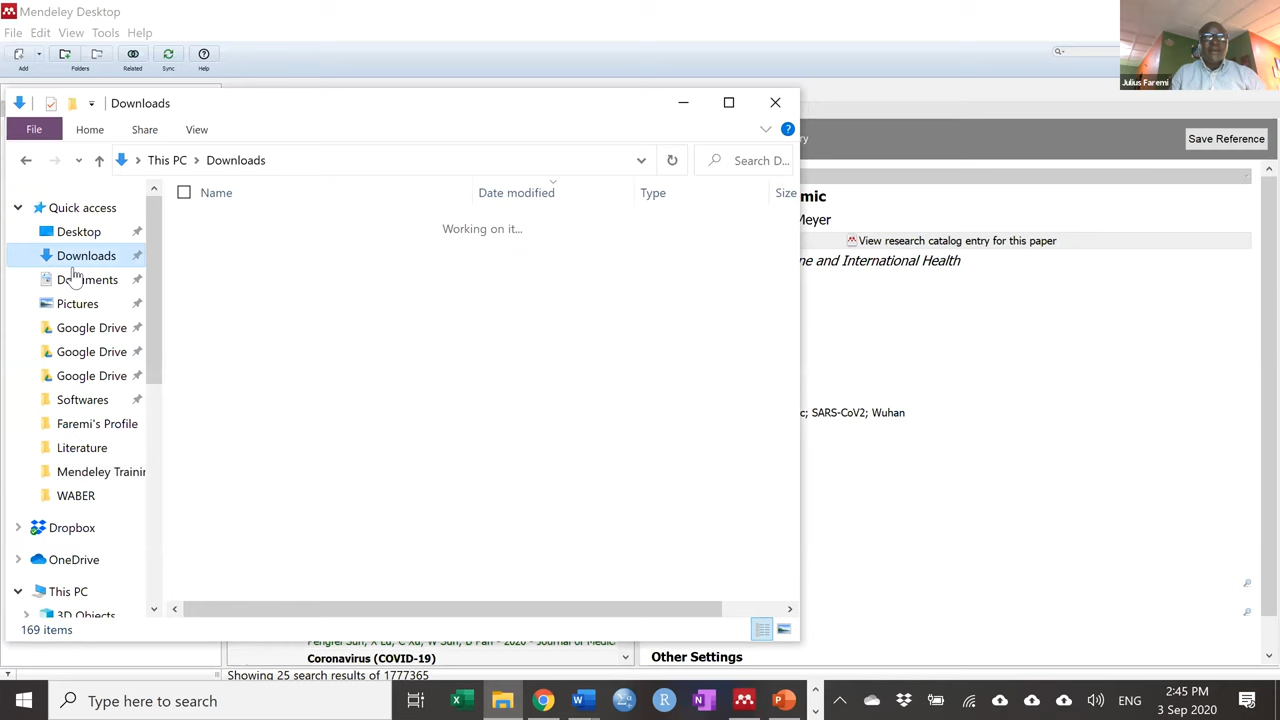 Mendeley Desktop
File Edit View Tools Help
Add Folders Related Sync Help
Julius Faremi
Downloads
File Home Share View
This PC Downloads Search D...
Name Date modified Type Size
Working on it...
Quick access
Desktop
Downloads
Documents
Pictures
Google Drive
Google Drive
Google Drive
Softwares
Faremi's Profile
Literature
Mendeley Trainin
WABER
Dropbox
OneDrive
This PC
3D Objects
169 items
ry
Save Reference
mic
Meyer
View research catalog entry for this paper
ne and International Health
c; SARS-CoV2; Wuhan
Coronavirus (COVID-19)
Showing 25 search results of 1777365
Other Settings
Type here to search
ENG
2:45 PM
3 Sep 2020